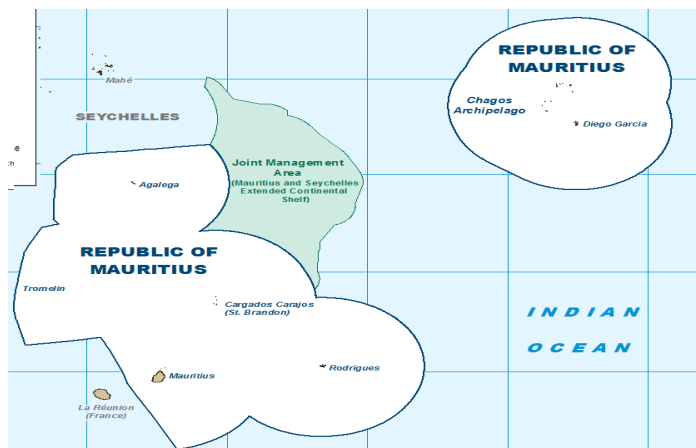 Mahé
SEYCHELLES
REPUBLIC OF
MAURITIUS
Chagos
Archipelago
Diego Garcia
Joint Management
Area
(Mauritius and Seychelles
Extended Continental
Shelf)
Agalega
REPUBLIC OF
MAURITIUS
Tromelin
Cargados Carajos
(St. Brandon)
INDIAN
OCEAN
Mauritius
Rodrigues
La Réunion
(France)